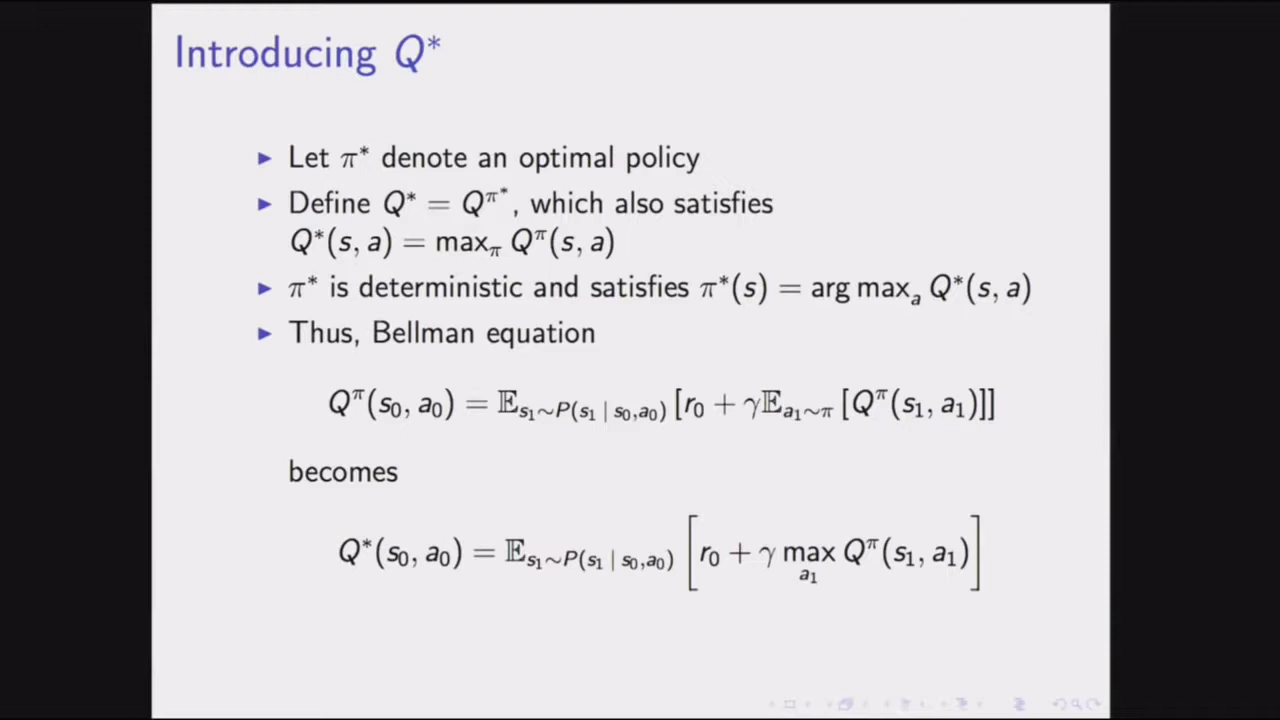 Introducing Q*
▶ Let π* denote an optimal policy
▶ Define Q* = Q^{π*}, which also satisfies
Q*(s, a) = max_π Q^π(s, a)
▶ π* is deterministic and satisfies π*(s) = arg max_a Q*(s, a)
▶ Thus, Bellman equation
Q^π(s_0, a_0) = 𝔼_{s_1∼P(s_1 | s_0,a_0)} [r_0 + γ𝔼_{a_1∼π} [Q^π(s_1, a_1)]]
becomes
Q*(s_0, a_0) = 𝔼_{s_1∼P(s_1 | s_0,a_0)} [r_0 + γ max_{a_1} Q^π(s_1, a_1)]